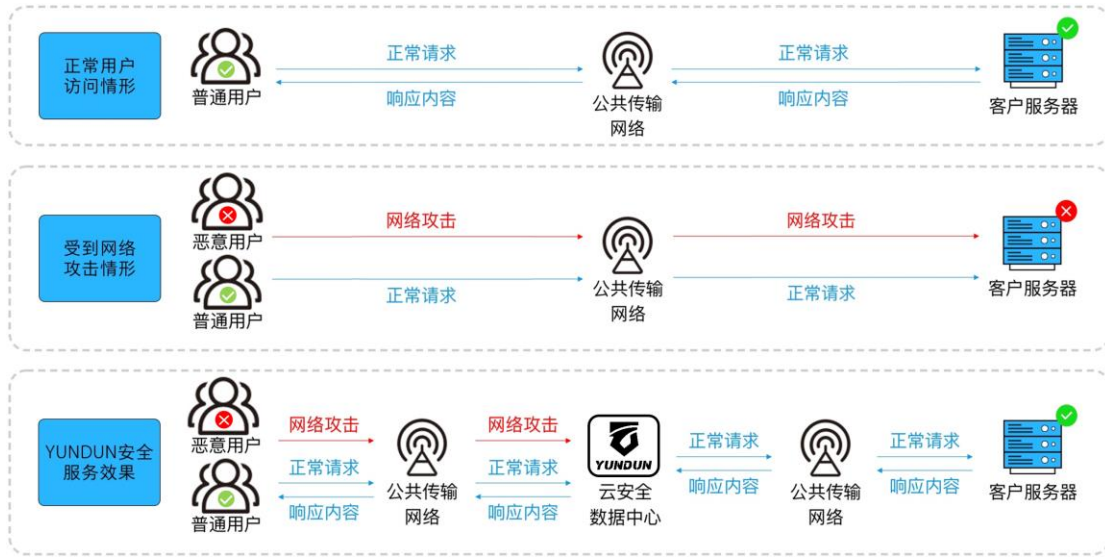 正常用户
访问情形
普通用户
正常请求
响应内容
公共传输
网络
正常请求
响应内容
客户服务器
受到网络
攻击情形
恶意用户
普通用户
网络攻击
正常请求
公共传输
网络
网络攻击
正常请求
客户服务器
YUNDUN安全
服务效果
恶意用户
普通用户
网络攻击
正常请求
响应内容
公共传输
网络
网络攻击
正常请求
响应内容
YUNDUN
云安全
数据中心
正常请求
响应内容
公共传输
网络
正常请求
响应内容
客户服务器